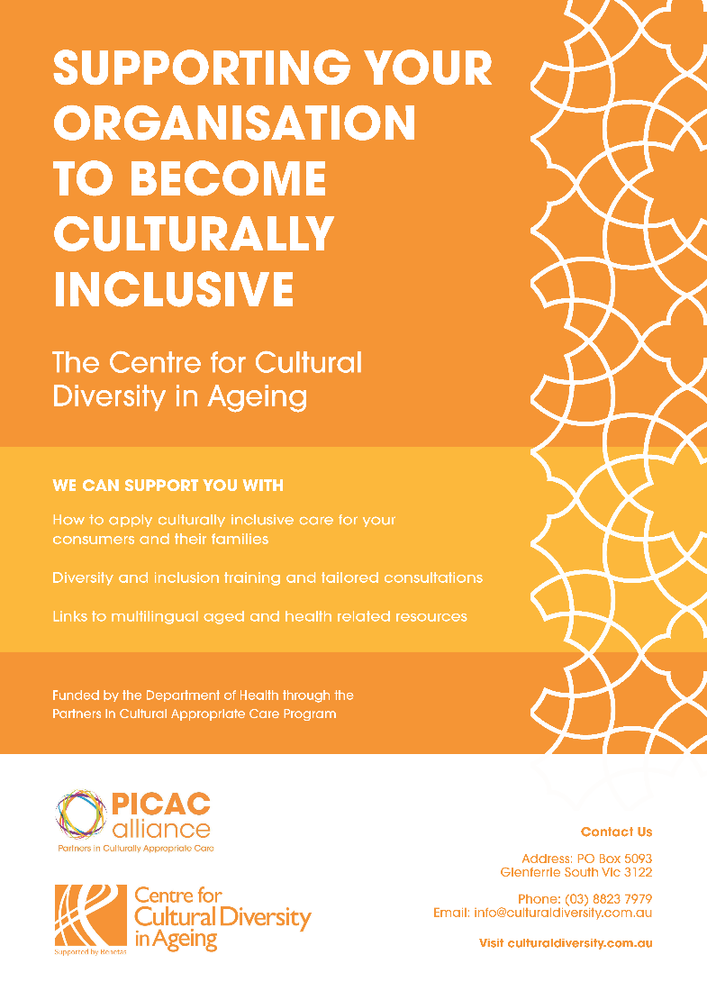 SUPPORTING YOUR
ORGANISATION
TO BECOME
CULTURALLY
INCLUSIVE
The Centre for Cultural
Diversity in Ageing
WE CAN SUPPORT YOU WITH
How to apply culturally inclusive care for your
consumers and their families
Diversity and inclusion training and tailored consultations
Links to multilingual aged and health related resources
Funded by the Department of Health through the
Partners in Cultural Appropriate Care Program
PICAC
alliance
Partners in Culturally Appropriate Care
Centre for
Cultural Diversity
in Ageing
Supported by Benetas
Contact Us
Address: PO Box 5093
Glenferrie South Vic 3122
Phone: (03) 8823 7979
Email: info@culturaldiversity.com.au
Visit culturaldiversity.com.au